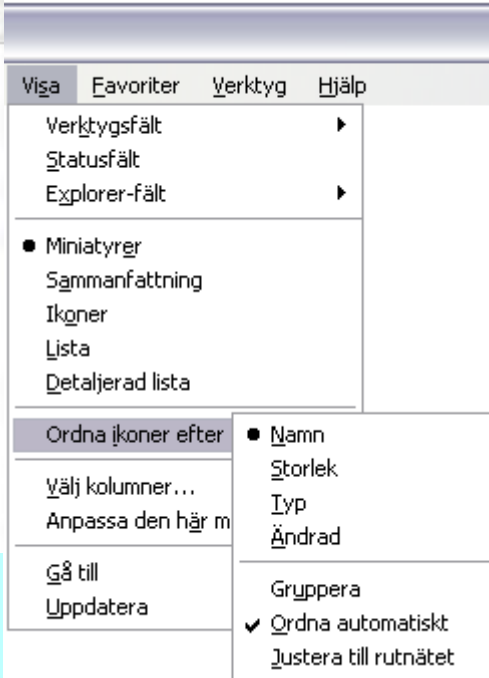 Visa Favoriter Verktyg Hjälp
Verktygsfält
Statusfält
Explorer-fält
Miniatyrer
Sammanfattning
Ikoner
Lista
Detaljerad lista
Ordna ikoner efter
Välj kolumner...
Anpassa den här m
Gå till
Uppdatera
Namn
Storlek
Typ
Ändrad
Gruppera
Ordna automatiskt
Justera till rutnätet